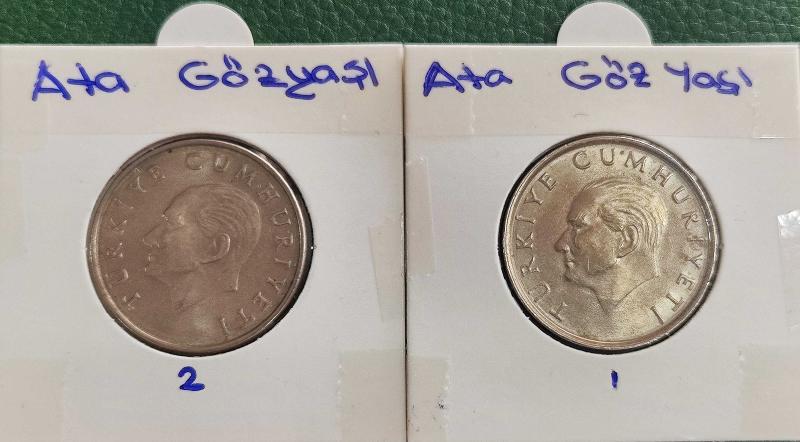 Ata Gözyaşı
TÜRKİYE CUMHURİYETİ
2
Ata Göz Yaşı
TÜRKİYE CUMHURİYETİ
1